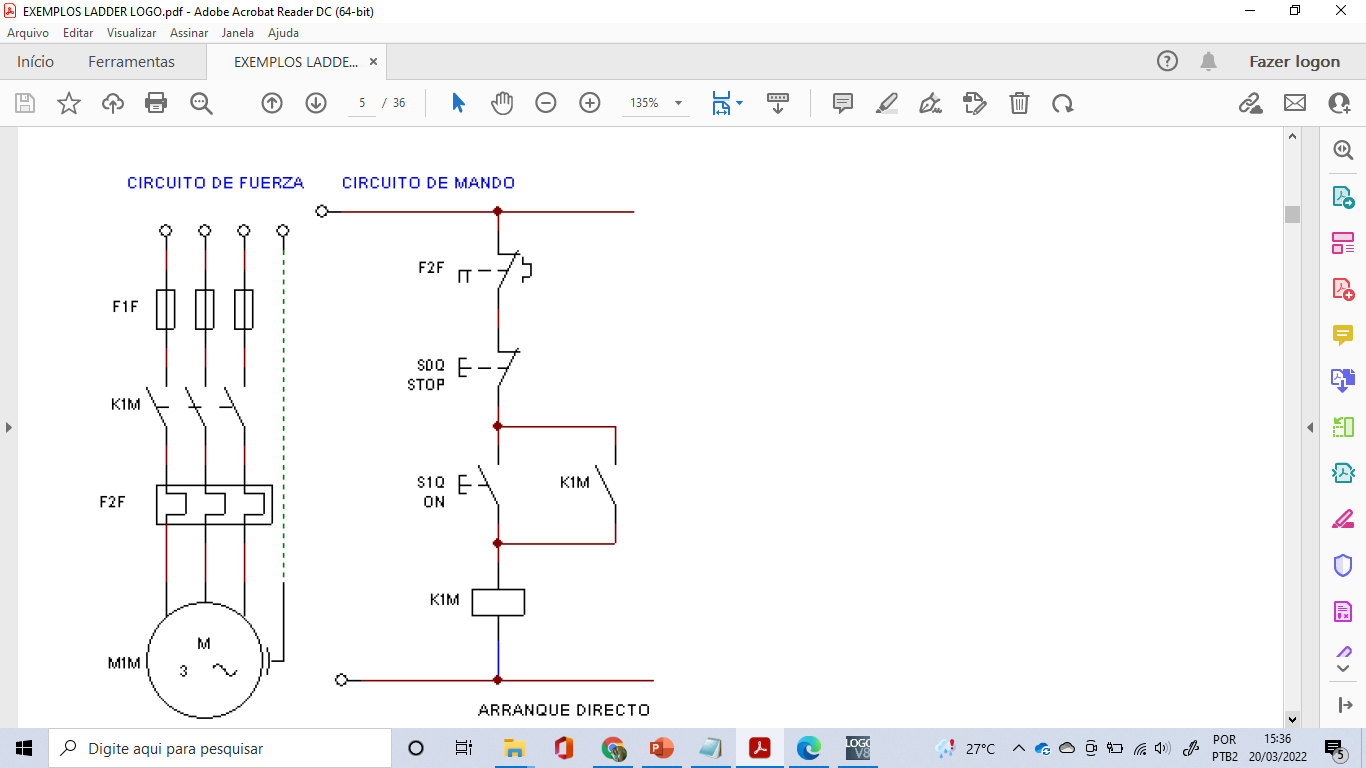 EXEMPLOS LADDER LOGO.pdf - Adobe Acrobat Reader DC (64-bit)
Arquivo Editar Visualizar Assinar Janela Ajuda
Início Ferramentas EXEMPLOS LADDE... Fazer logon
5 / 36 135%
CIRCUITO DE FUERZA CIRCUITO DE MANDO
F2F
F1F
S0Q
STOP
K1M
S1Q
ON
K1M
F2F
K1M
M
3
M1M
ARRANQUE DIRECTO
Digite aqui para pesquisar
LOGO!
V8
27°C
POR
PTB2
15:36
20/03/2022
5